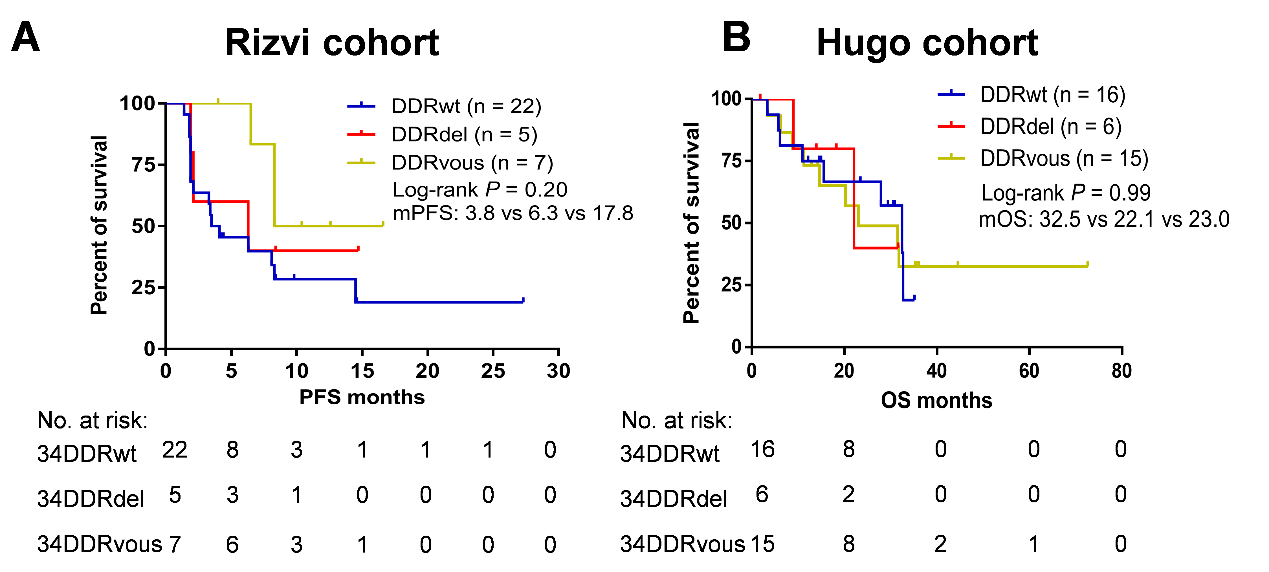 A
Rizvi cohort
Percent of survival
100
75
50
25
0
0 5 10 15 20 25 30
PFS months
DDRwt (n = 22)
DDRdel (n = 5)
DDRvous (n = 7)
Log-rank P = 0.20
mPFS: 3.8 vs 6.3 vs 17.8
No. at risk:
34DDRwt 22 8 3 1 1 1 0
34DDRdel 5 3 1 0 0 0 0
34DDRvous 7 6 3 1 0 0 0
B
Hugo cohort
Percent of survival
100
75
50
25
0
0 20 40 60 80
OS months
DDRwt (n = 16)
DDRdel (n = 6)
DDRvous (n = 15)
Log-rank P = 0.99
mOS: 32.5 vs 22.1 vs 23.0
No. at risk:
34DDRwt 16 8 0 0 0
34DDRdel 6 2 0 0 0
34DDRvous 15 8 2 1 0